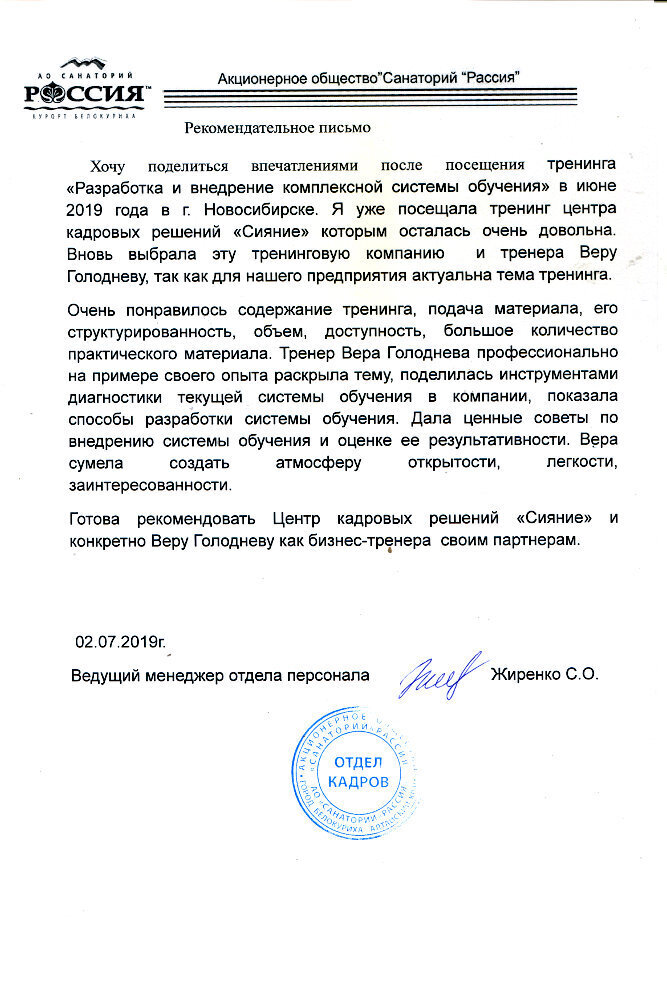 АО САНАТОРИЙ
РОССИЯ™
КУРОРТ БЕЛОКУРИХА
Акционерное общество"Санаторий "Рассия"
Рекомендательное письмо
Хочу поделиться впечатлениями после посещения тренинга
«Разработка и внедрение комплексной системы обучения» в июне
2019 года в г. Новосибирске. Я уже посещала тренинг центра
кадровых решений «Сияние» которым осталась очень довольна.
Вновь выбрала эту тренинговую компанию и тренера Веру
Голодневу, так как для нашего предприятия актуальна тема тренинга.
Очень понравилось содержание тренинга, подача материала, его
структурированность, объем, доступность, большое количество
практического материала. Тренер Вера Голоднева профессионально
на примере своего опыта раскрыла тему, поделилась инструментами
диагностики текущей системы обучения в компании, показала
способы разработки системы обучения. Дала ценные советы по
внедрению системы обучения и оценке ее результативности. Вера
сумела создать атмосферу открытости, легкости,
заинтересованности.
Готова рекомендовать Центр кадровых решений «Сияние» и
конкретно Веру Голодневу как бизнес-тренера своим партнерам.
02.07.2019г.
Ведущий менеджер отдела персонала Жиренко С.О.
АКЦИОНЕРНОЕ
«САНАТОРИЙ «РАССИЯ»
ОТДЕЛ
КАДРОВ
АО «САНАТОРИЙ «РАССИЯ
ГОРОД БЕЛОКУРИХА